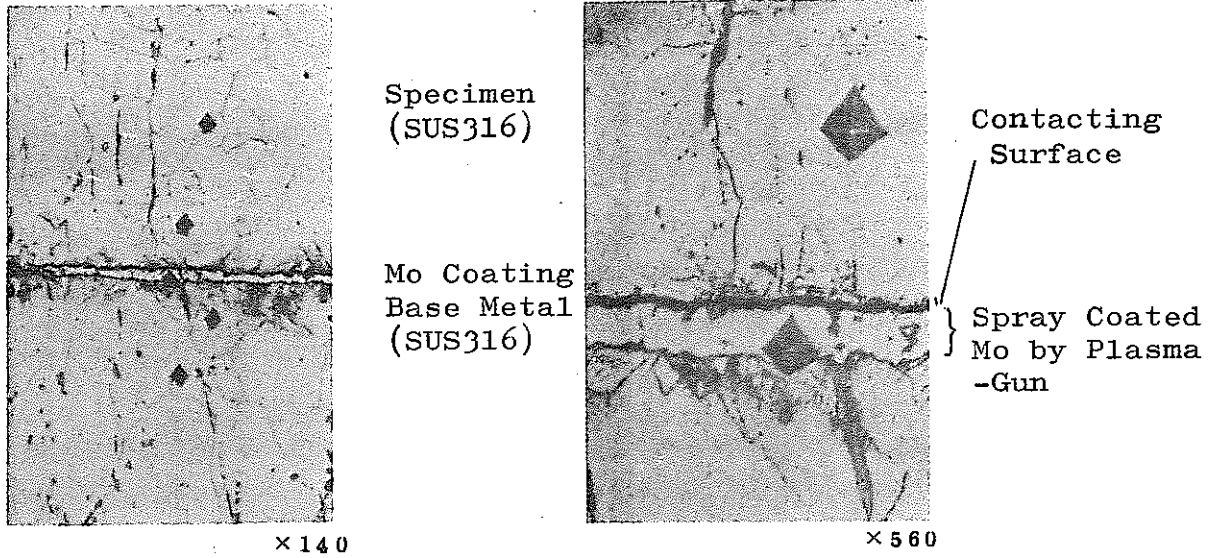 Specimen
(SUS316)
Mo Coating
Base Metal
(SUS316)
Contacting
Surface
Spray Coated
Mo by Plasma
-Gun
×140
×560